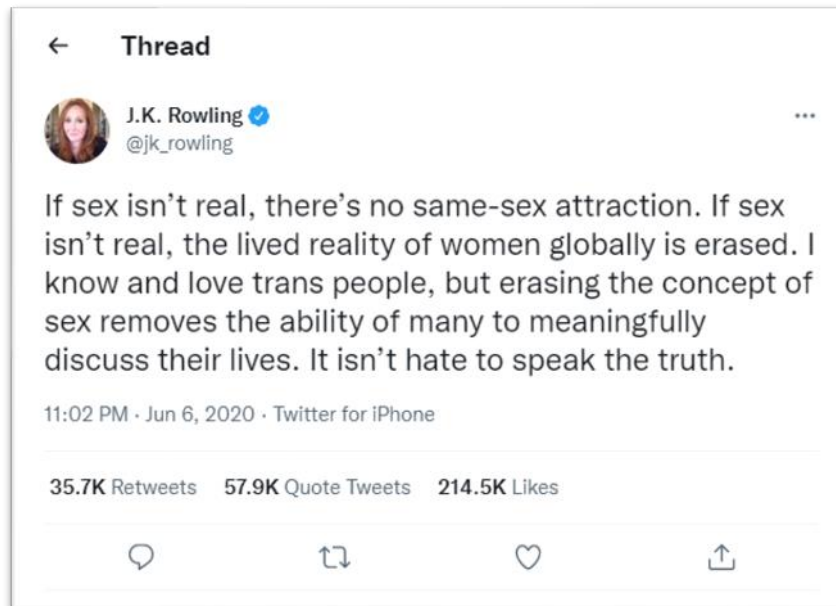 Thread
J.K. Rowling
@jk_rowling
If sex isn’t real, there’s no same-sex attraction. If sex
isn’t real, the lived reality of women globally is erased. I
know and love trans people, but erasing the concept of
sex removes the ability of many to meaningfully
discuss their lives. It isn’t hate to speak the truth.
11:02 PM · Jun 6, 2020 · Twitter for iPhone
35.7K Retweets 57.9K Quote Tweets 214.5K Likes